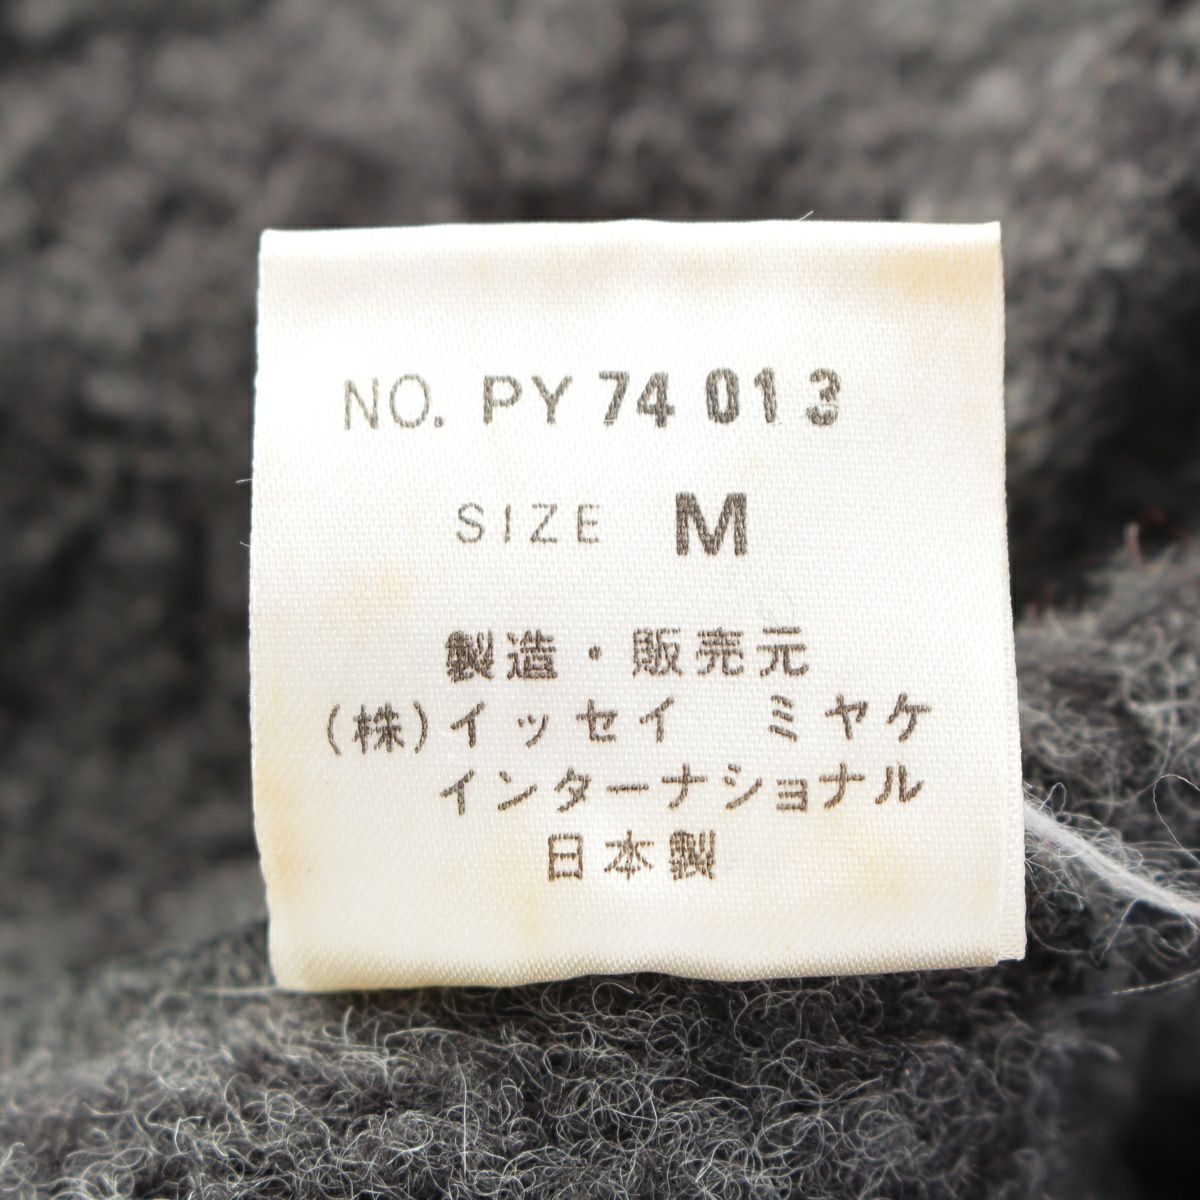 NO. PY 74 013
SIZE M
製造・販売元
(株)イッセイ ミヤケ
インターナショナル
日本製